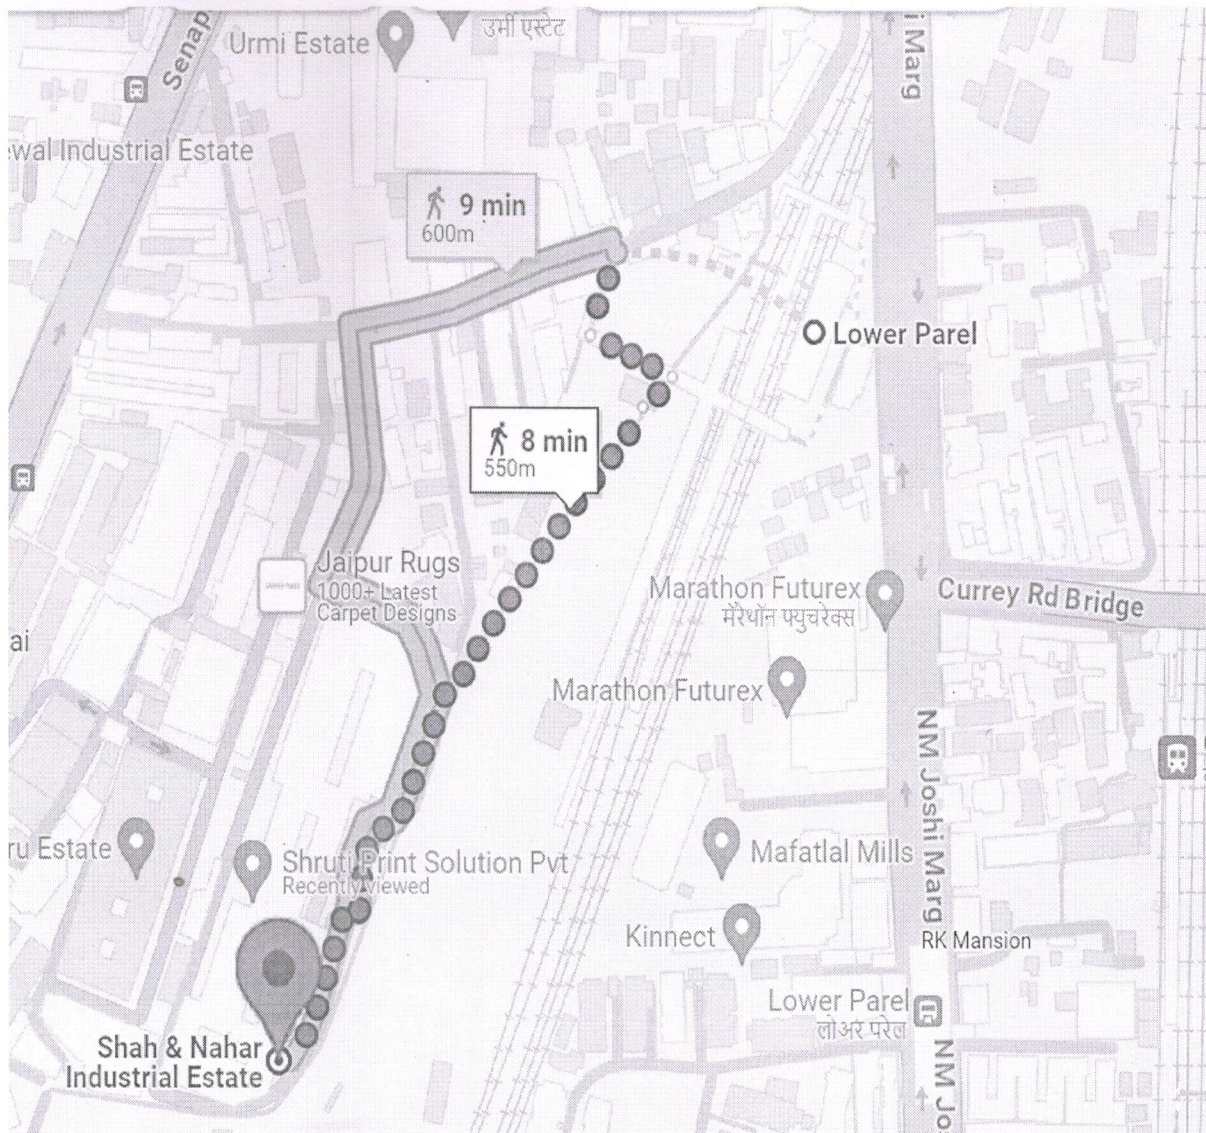 Senap
Urmi Estate
उर्मी एस्टेट
i Marg
ewal Industrial Estate
9 min
600m
Lower Parel
8 min
550m
Jaipur Rugs
1000+ Latest
Carpet Designs
Marathon Futurex
मॅरेथॉन फ्युचरेक्स
Currey Rd Bridge
ai
Marathon Futurex
NM Joshi Marg
ru Estate
Shruti Print Solution Pvt
Recently viewed
Mafatlal Mills
Kinnect
RK Mansion
Lower Parel
लोअर परेल
Shah & Nahar
Industrial Estate
NM Jo